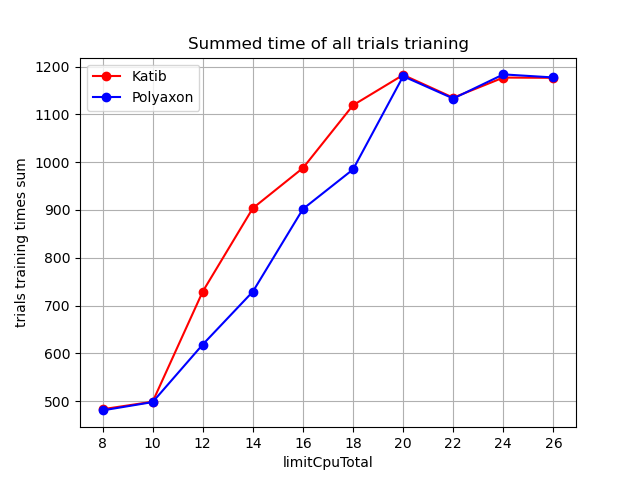 Summed time of all trials trianing
Katib
Polyaxon
trials training times sum
1200
1100
1000
900
800
700
600
500
8 10 12 14 16 18 20 22 24 26
limitCpuTotal